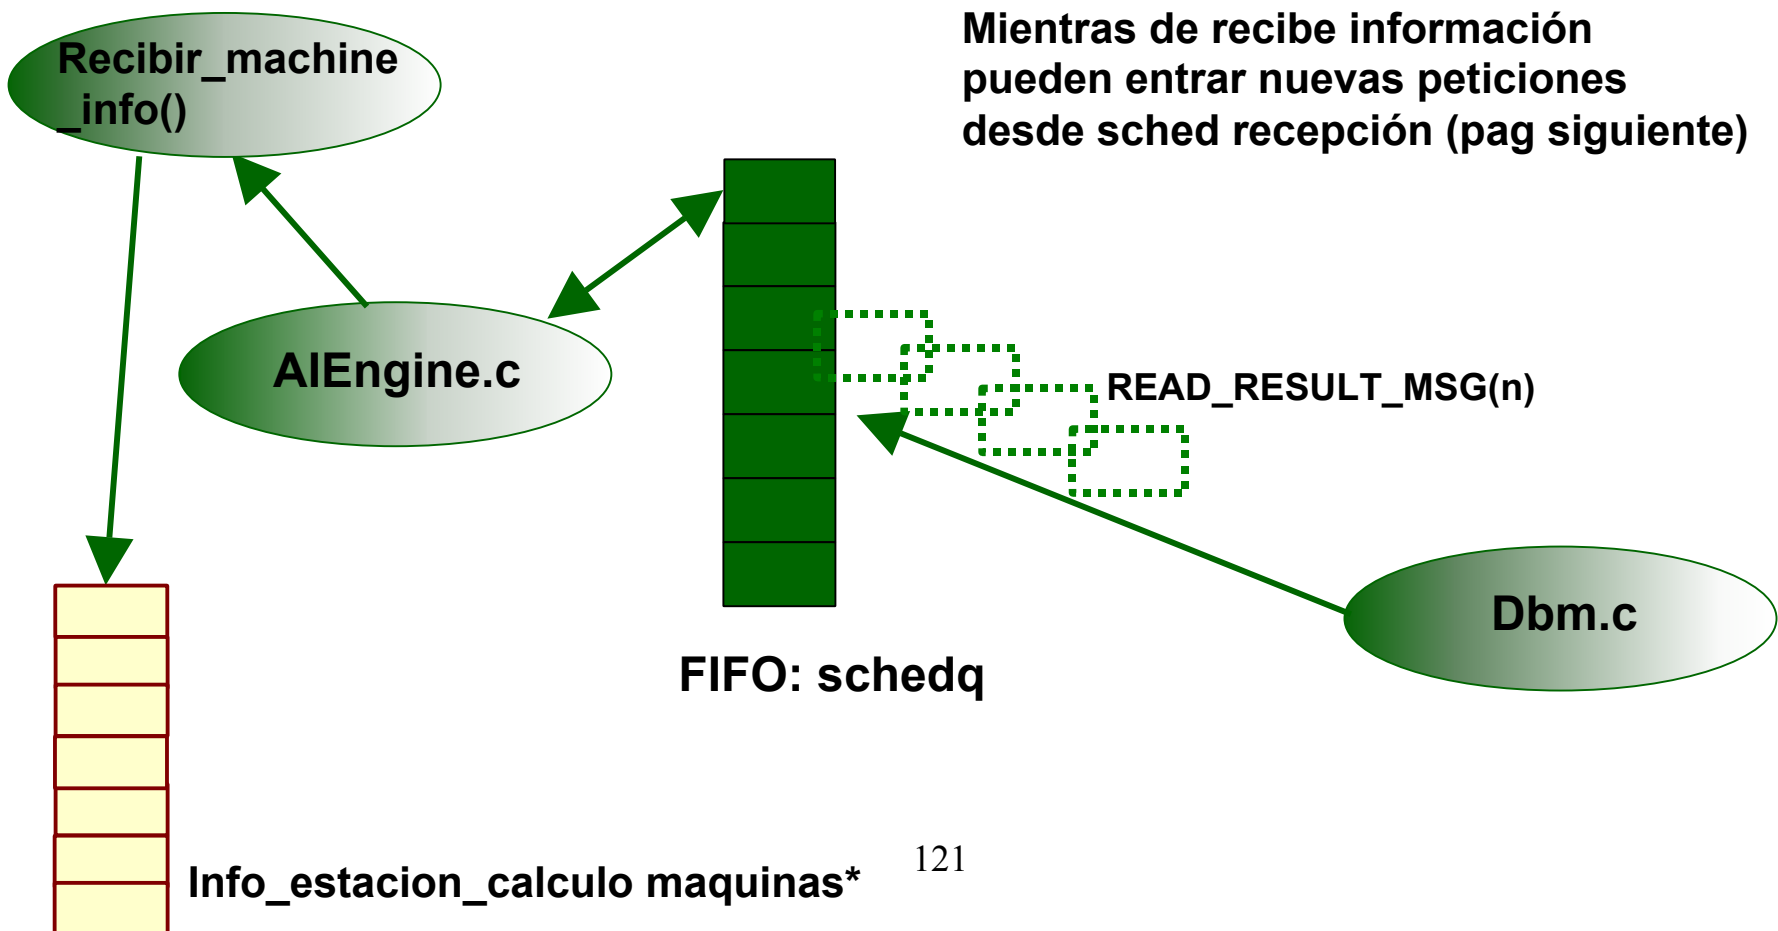 Recibir_machine
_info()
Mientras de recibe información
pueden entrar nuevas peticiones
desde sched recepción (pag siguiente)
AIEngine.c
READ_RESULT_MSG(n)
Dbm.c
FIFO: schedq
Info_estacion_calculo maquinas*
121